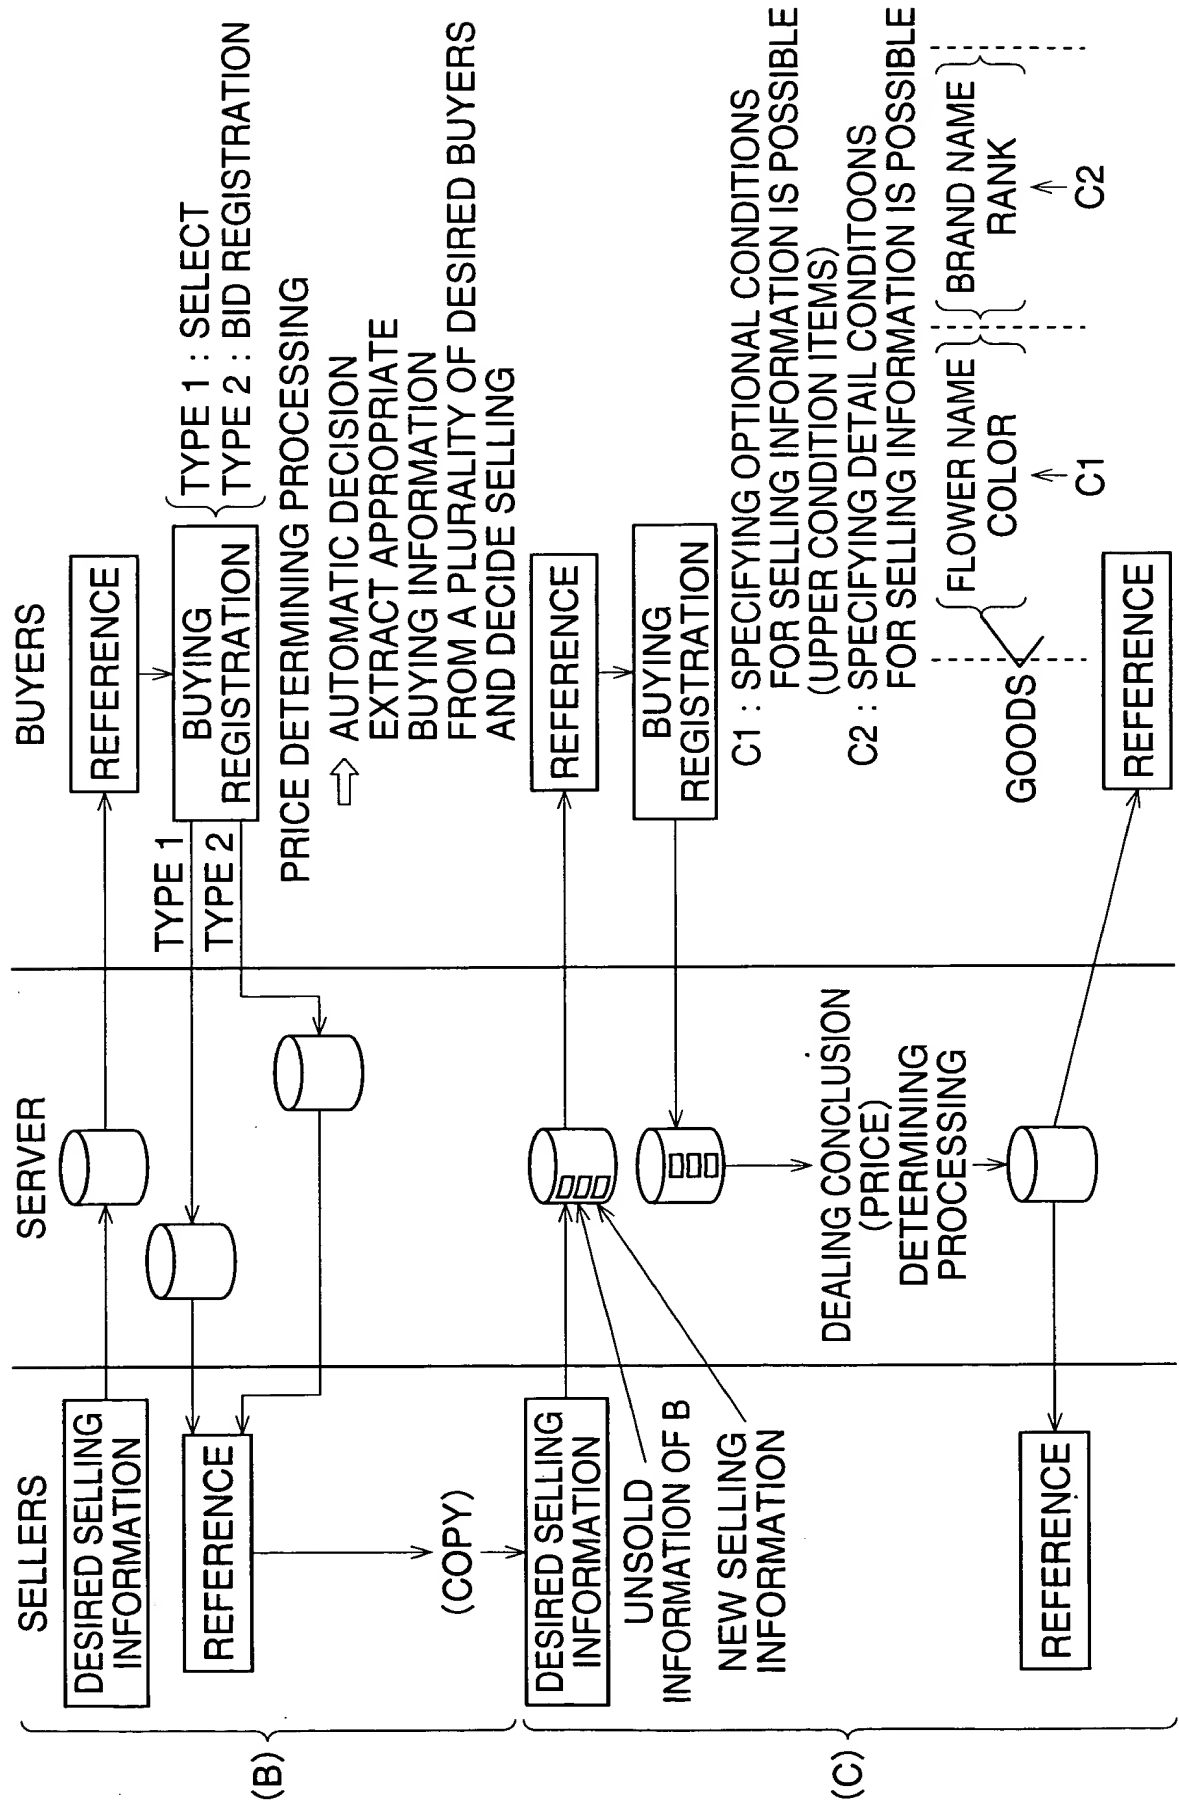 SELLERS
SERVER
BUYERS
(B)
DESIRED SELLING
INFORMATION
REFERENCE
REFERENCE
BUYING
REGISTRATION
TYPE 1 : SELECT
TYPE 2 : BID REGISTRATION
TYPE 1
TYPE 2
PRICE DETERMINING PROCESSING
AUTOMATIC DECISION
EXTRACT APPROPRIATE
BUYING INFORMATION
FROM A PLURALITY OF DESIRED BUYERS
AND DECIDE SELLING
(COPY)
(C)
DESIRED SELLING
INFORMATION
UNSOLD
INFORMATION OF B
NEW SELLING
INFORMATION
REFERENCE
BUYING
REGISTRATION
C1 : SPECIFYING OPTIONAL CONDITIONS
FOR SELLING INFORMATION IS POSSIBLE
(UPPER CONDITION ITEMS)
C2 : SPECIFYING DETAIL CONDITOONS
FOR SELLING INFORMATION IS POSSIBLE
DEALING CONCLUSION
(PRICE)
DETERMINING
PROCESSING
GOODS
FLOWER NAME
COLOR
C1
BRAND NAME
RANK
C2
REFERENCE
REFERENCE